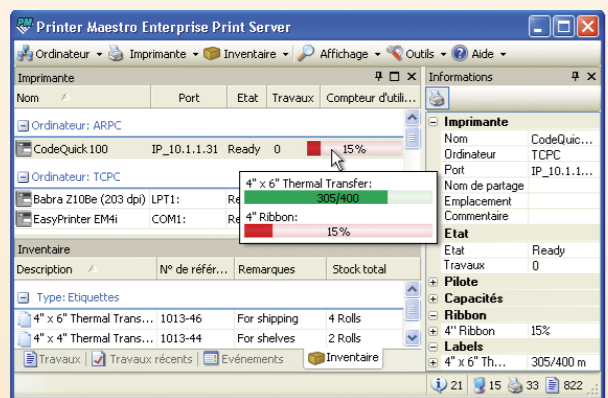 Printer Maestro Enterprise Print Server
Ordinateur Imprimante Inventaire Affichage Outils Aide
Imprimante
Nom Port Etat Travaux Compteur d'utili...
Ordinateur: ARPC
CodeQuick 100 IP_10.1.1.31 Ready 0 15%
Ordinateur: TCPC
Babra Z10Be (203 dpi) LPT1:
EasyPrinter EM4i COM1:
4" x 6" Thermal Transfer:
305/400
4" Ribbon:
15%
Inventaire
Description N° de référ... Remarques Stock total
Type: Etiquettes
4" x 6" Thermal Trans... 1013-46 For shipping 4 Rolls
4" x 4" Thermal Trans... 1013-44 For shelves 2 Rolls
Travaux Travaux récents Evénements Inventaire
Informations
Imprimante
Nom CodeQuic...
Ordinateur TCPC
Port IP_10.1.1...
Nom de partage
Emplacement
Commentaire
Etat
Etat Ready
Travaux 0
Pilote
Capacités
Ribbon
4" Ribbon 15%
Labels
4" x 6" Th... 305/400 m
21 15 33 822